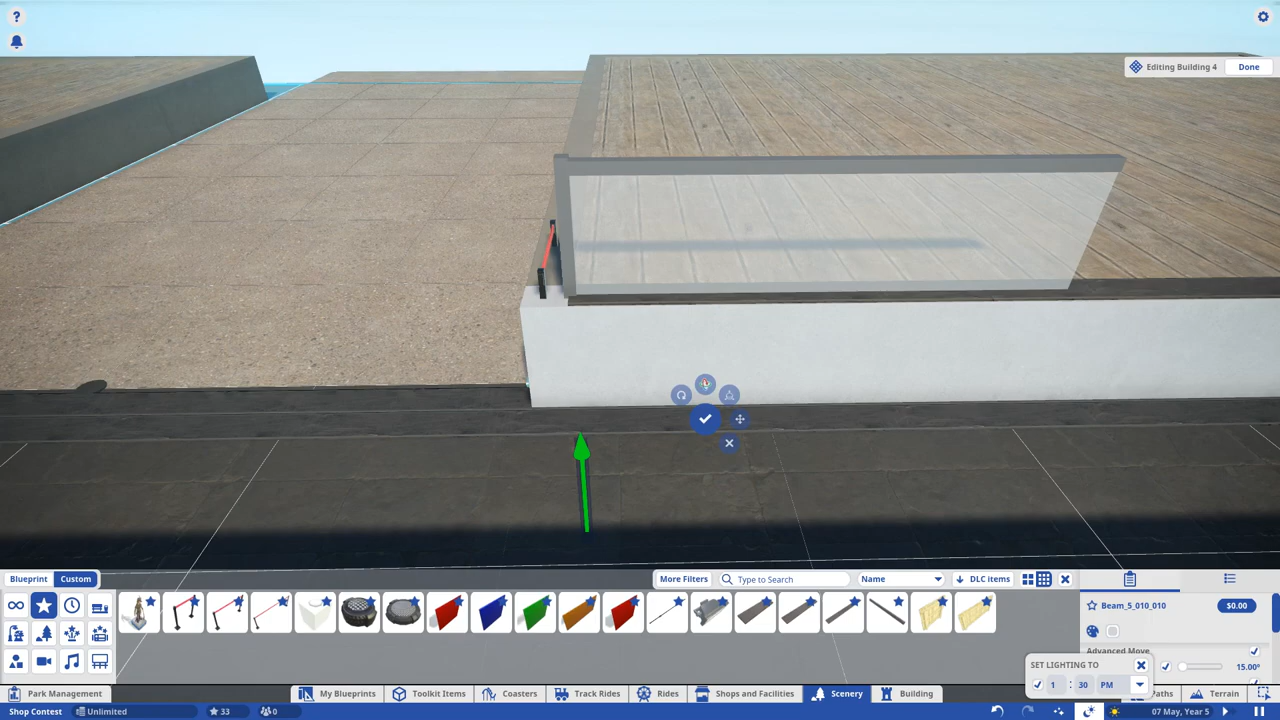 ?
Editing Building 4
Done
Blueprint
Custom
More Filters
Type to Search
Name
DLC items
Beam_5_010_010
$0.00
Advanced Move
15.00°
SET LIGHTING TO
1 : 30 PM
Park Management
My Blueprints
Toolkit Items
Coasters
Track Rides
Rides
Shops and Facilities
Scenery
Building
Paths
Terrain
Shop Contest
Unlimited
33
0
07 May, Year 5